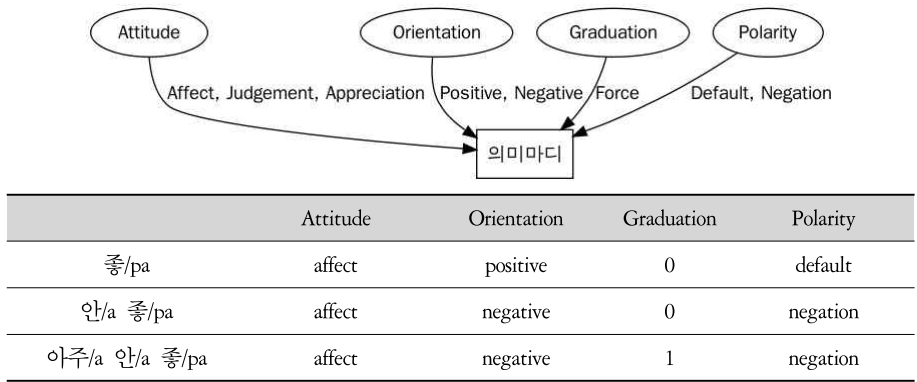 Attitude Orientation Graduation Polarity
Affect, Judgement, Appreciation Positive, Negative Force Default, Negation
의미마디
Attitude Orientation Graduation Polarity
좋/pa affect positive 0 default
안/a 좋/pa affect negative 0 negation
아주/a 안/a 좋/pa affect negative 1 negation